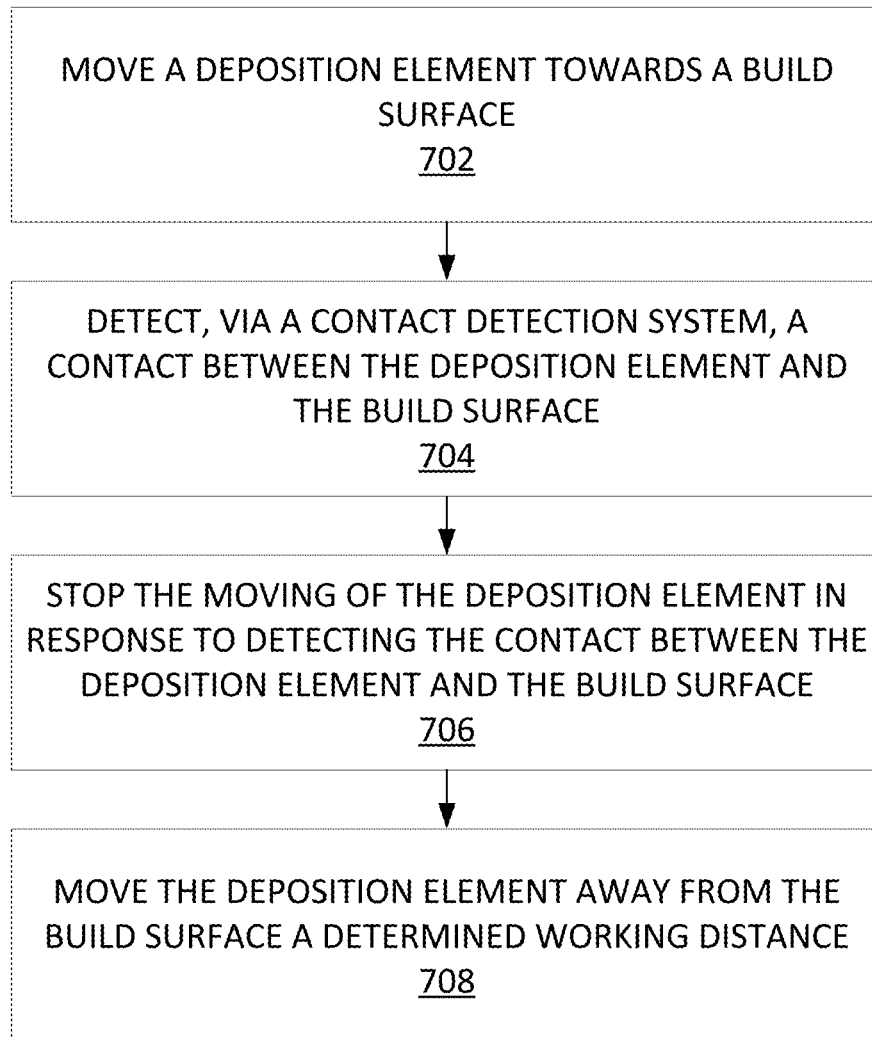 MOVE A DEPOSITION ELEMENT TOWARDS A BUILD
SURFACE
702
DETECT, VIA A CONTACT DETECTION SYSTEM, A
CONTACT BETWEEN THE DEPOSITION ELEMENT AND
THE BUILD SURFACE
704
STOP THE MOVING OF THE DEPOSITION ELEMENT IN
RESPONSE TO DETECTING THE CONTACT BETWEEN THE
DEPOSITION ELEMENT AND THE BUILD SURFACE
706
MOVE THE DEPOSITION ELEMENT AWAY FROM THE
BUILD SURFACE A DETERMINED WORKING DISTANCE
708